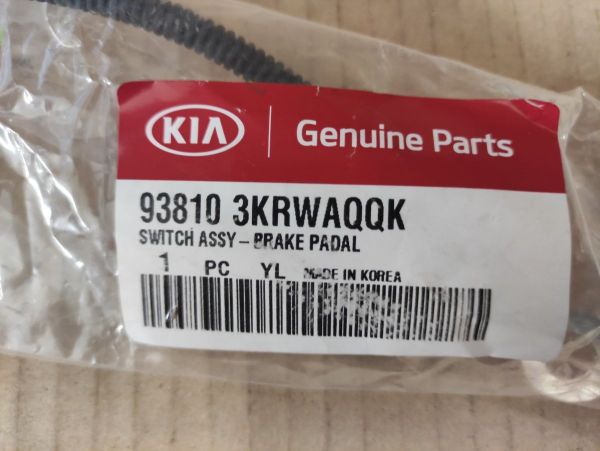 KIA Genuine Parts
93810 3KRWAQQK
SWITCH ASSY-BRAKE PADAL
1 PC YL MADE IN KOREA